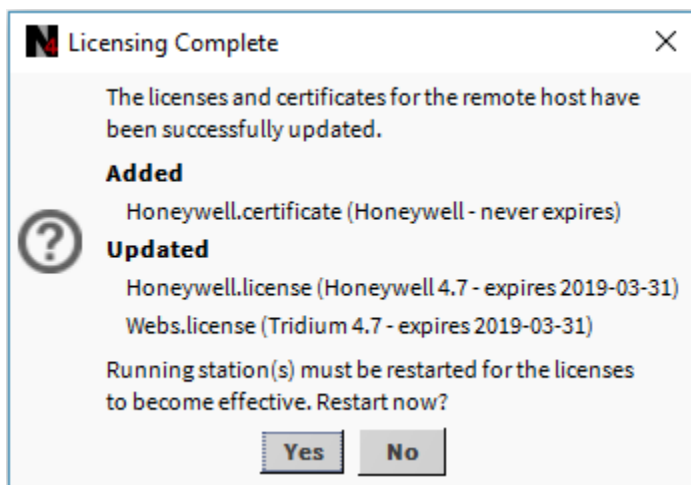 N4 Licensing Complete
The licenses and certificates for the remote host have
been successfully updated.
Added
Honeywell.certificate (Honeywell - never expires)
Updated
Honeywell.license (Honeywell 4.7 - expires 2019-03-31)
Webs.license (Tridium 4.7 - expires 2019-03-31)
Running station(s) must be restarted for the licenses
to become effective. Restart now?
Yes No